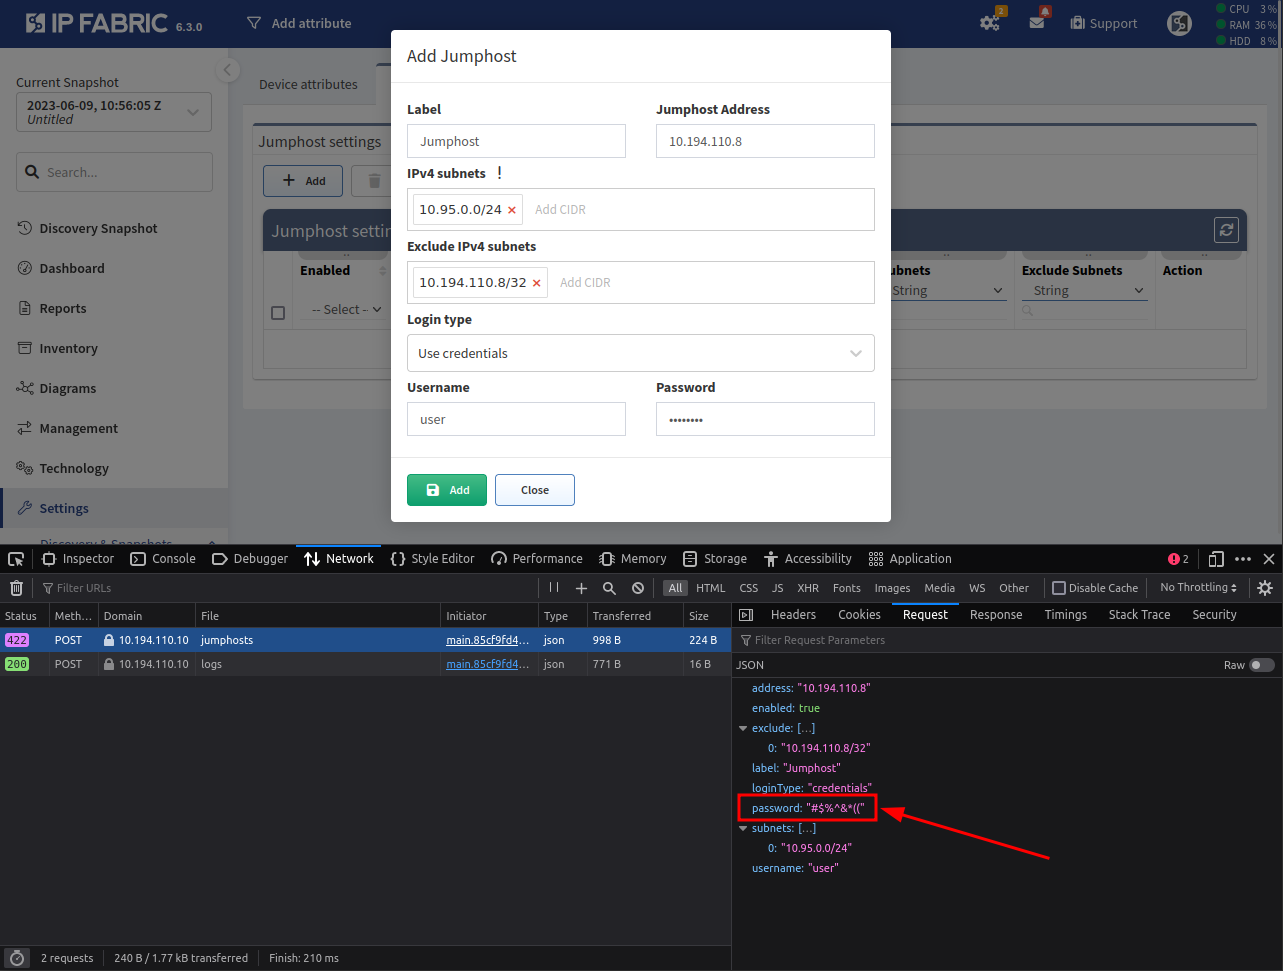 IP FABRIC 6.3.0
Add attribute
2
Support
CPU 3 %
RAM 36 %
HDD 8 %
Current Snapshot
2023-06-09, 10:56:05 Z
Untitled
Search...
Discovery Snapshot
Dashboard
Reports
Inventory
Diagrams
Management
Technology
Settings
Discovery & Snapshots
Device attributes
Jumphost settings
Add
Jumphost settin
Enabled
-- Select --
ubnets
String
Exclude Subnets
String
Action
Add Jumphost
Label
Jumphost Address
Jumphost
10.194.110.8
IPv4 subnets !
10.95.0.0/24 × Add CIDR
Exclude IPv4 subnets
10.194.110.8/32 × Add CIDR
Login type
Use credentials
Username
Password
user
••••••••
Add
Close
Inspector Console Debugger Network Style Editor Performance Memory Storage Accessibility Application 2
Filter URLs
All HTML CSS JS XHR Fonts Images Media WS Other Disable Cache No Throttling
Status Meth... Domain File Initiator Type Transferred Size
422 POST 10.194.110.10 jumphosts main.85cf9fd4... json 998 B 224 B
200 POST 10.194.110.10 logs main.85cf9fd4... json 771 B 16 B
Headers Cookies Request Response Timings Stack Trace Security
Filter Request Parameters
JSON Raw
address: "10.194.110.8"
enabled: true
exclude: [...]
0: "10.194.110.8/32"
label: "Jumphost"
loginType: "credentials"
password: "#$%^&*(("
subnets: [...]
0: "10.95.0.0/24"
username: "user"
2 requests 240 B / 1.77 kB transferred Finish: 210 ms